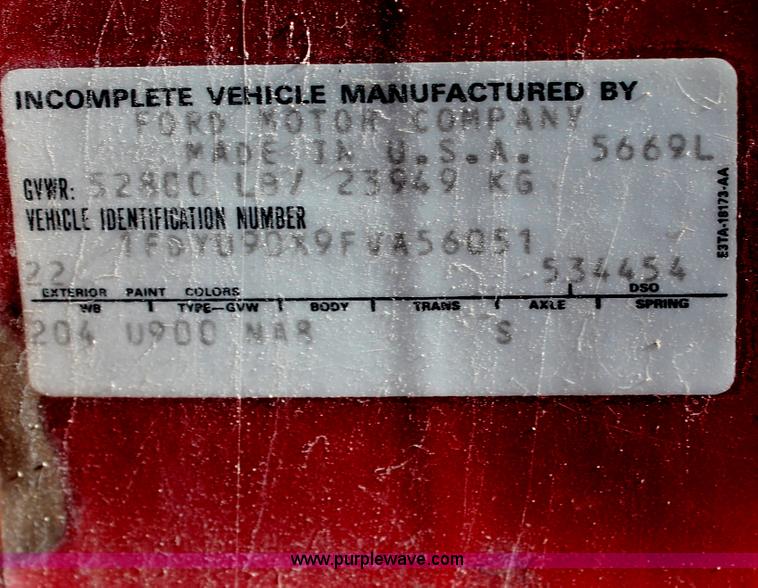 INCOMPLETE VEHICLE MANUFACTURED BY
FORD MOTOR COMPANY
MADE IN U.S.A. 5669L
GVWR: 52800 LB/ 23949 KG
VEHICLE IDENTIFICATION NUMBER
1FDYU90X9FVA56051
22 534454
EXTERIOR PAINT COLORS DSO
WB TYPE-GVW BODY TRANS AXLE SPRING
204 U900 NAR S
E3TA-18173-AA
www.purplewave.com